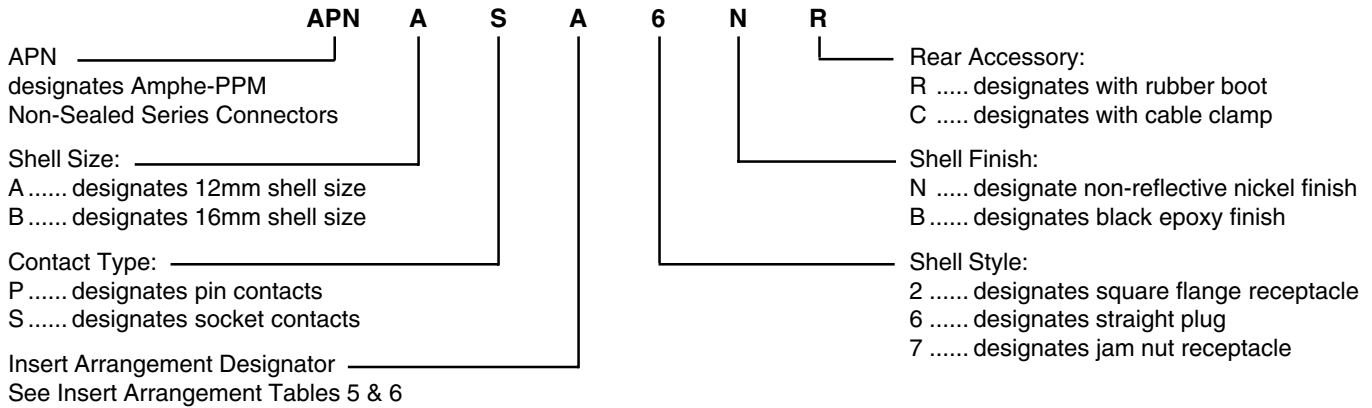 APN A S A 6 N R
APN
designates Amphe-PPM
Non-Sealed Series Connectors
Shell Size:
A ...... designates 12mm shell size
B ...... designates 16mm shell size
Contact Type:
P ...... designates pin contacts
S ...... designates socket contacts
Insert Arrangement Designator
See Insert Arrangement Tables 5 & 6
Rear Accessory:
R ..... designates with rubber boot
C ..... designates with cable clamp
Shell Finish:
N ..... designate non-reflective nickel finish
B ...... designates black epoxy finish
Shell Style:
2 ...... designates square flange receptacle
6 ...... designates straight plug
7 ...... designates jam nut receptacle